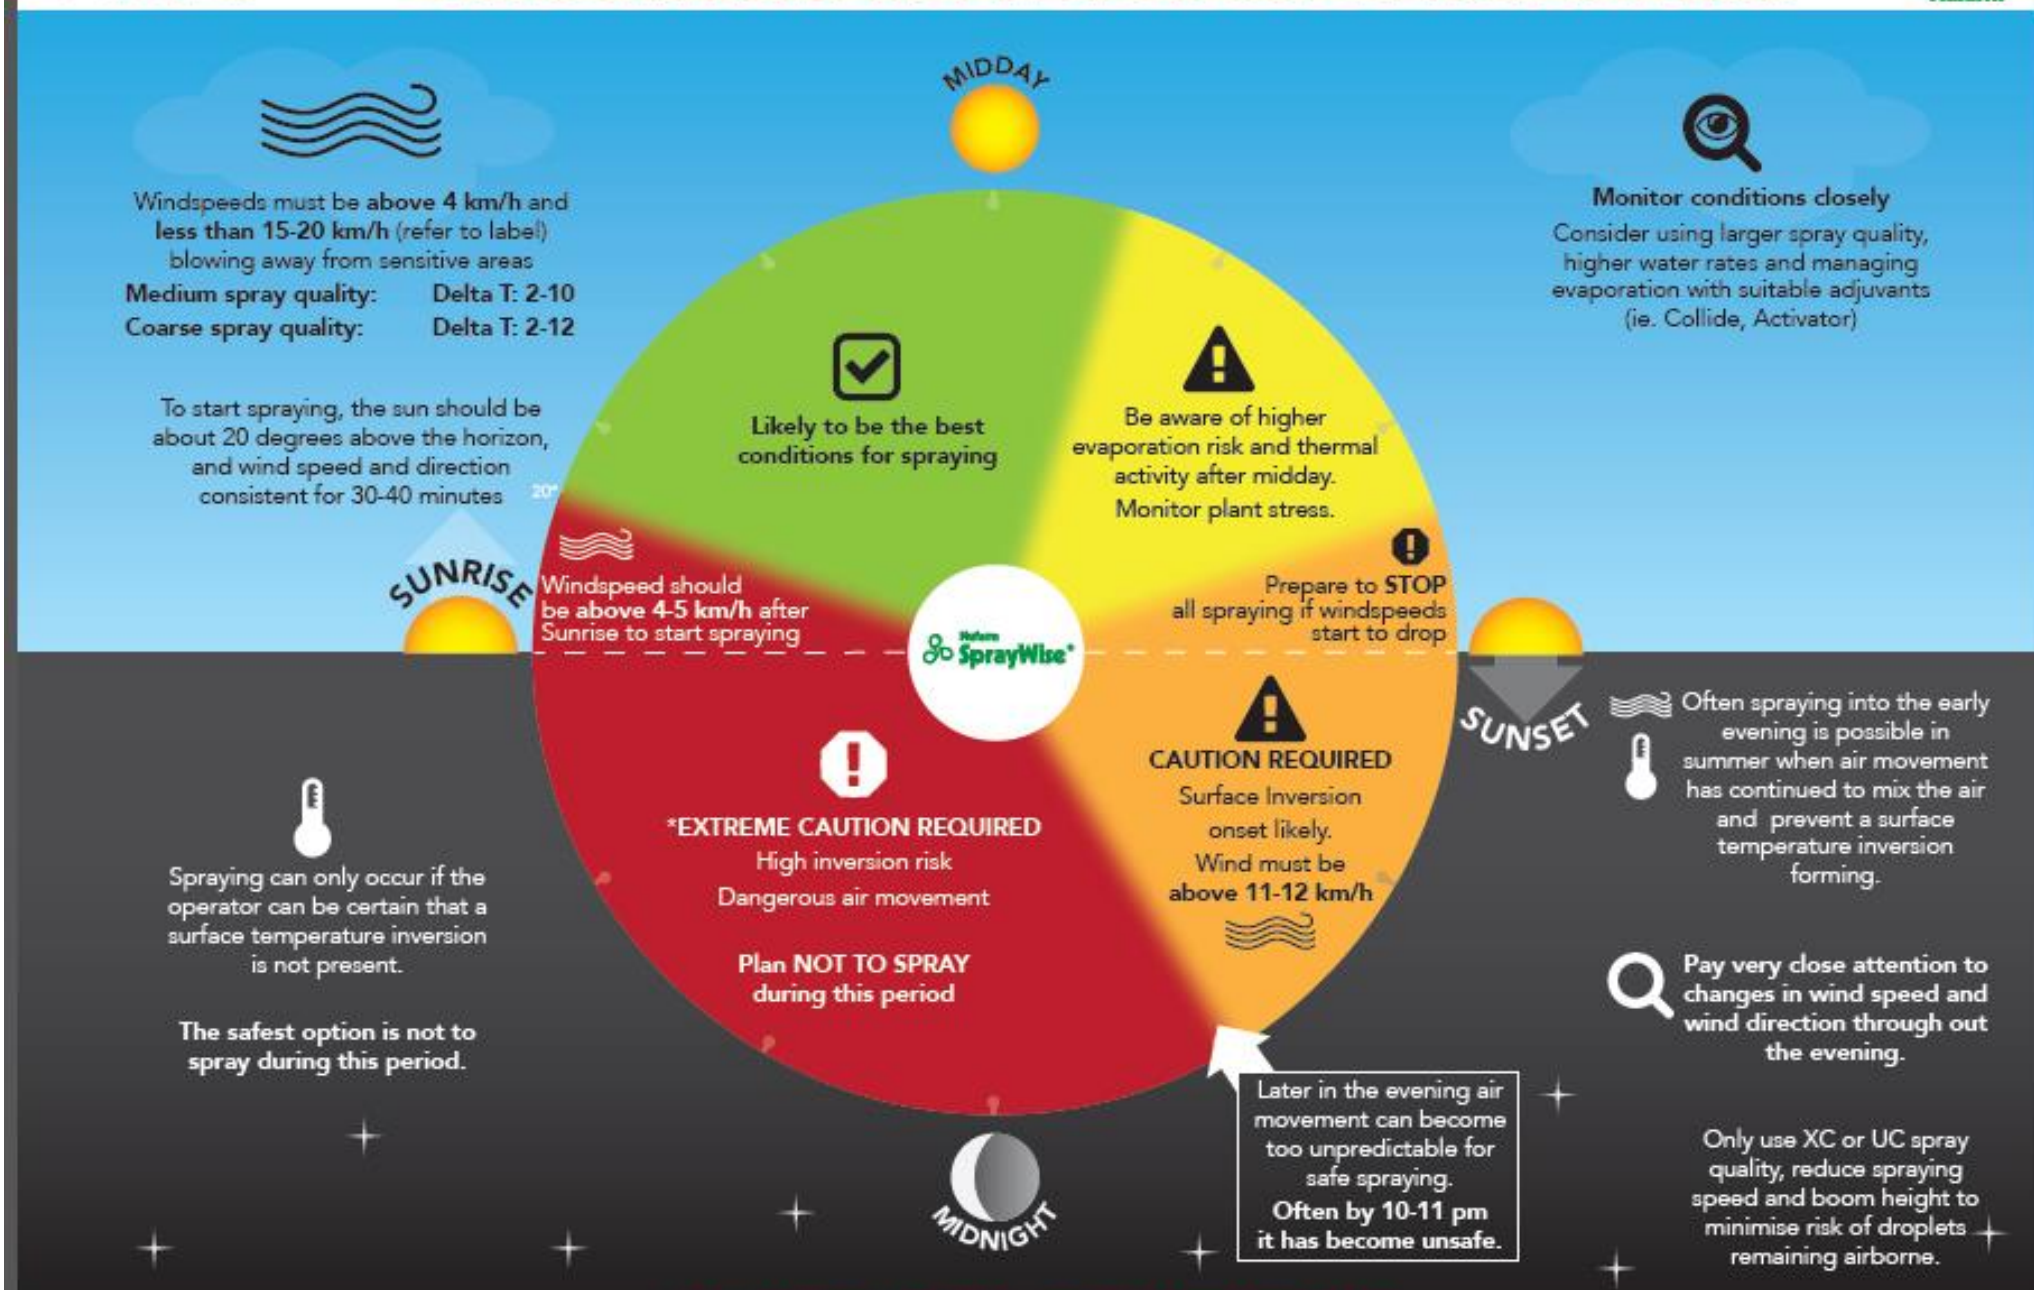 MIDDAY
Windspeeds must be above 4 km/h and
less than 15-20 km/h (refer to label)
blowing away from sensitive areas
Medium spray quality: Delta T: 2-10
Coarse spray quality: Delta T: 2-12
To start spraying, the sun should be
about 20 degrees above the horizon,
and wind speed and direction
consistent for 30-40 minutes
20°
SUNRISE
Monitor conditions closely
Consider using larger spray quality,
higher water rates and managing
evaporation with suitable adjuvants
(ie. Collide, Activator)
Likely to be the best
conditions for spraying
Be aware of higher
evaporation risk and thermal
activity after midday.
Monitor plant stress.
Windspeed should
be above 4-5 km/h after
Sunrise to start spraying
Prepare to STOP
all spraying if windspeeds
start to drop
Nufarm
SprayWise*
SUNSET
CAUTION REQUIRED
Surface Inversion
onset likely.
Wind must be
above 11-12 km/h
*EXTREME CAUTION REQUIRED
High inversion risk
Dangerous air movement
Plan NOT TO SPRAY
during this period
Spraying can only occur if the
operator can be certain that a
surface temperature inversion
is not present.
The safest option is not to
spray during this period.
Often spraying into the early
evening is possible in
summer when air movement
has continued to mix the air
and prevent a surface
temperature inversion
forming.
Pay very close attention to
changes in wind speed and
wind direction through out
the evening.
Only use XC or UC spray
quality, reduce spraying
speed and boom height to
minimise risk of droplets
remaining airborne.
Later in the evening air
movement can become
too unpredictable for
safe spraying.
Often by 10-11 pm
it has become unsafe.
MIDNIGHT